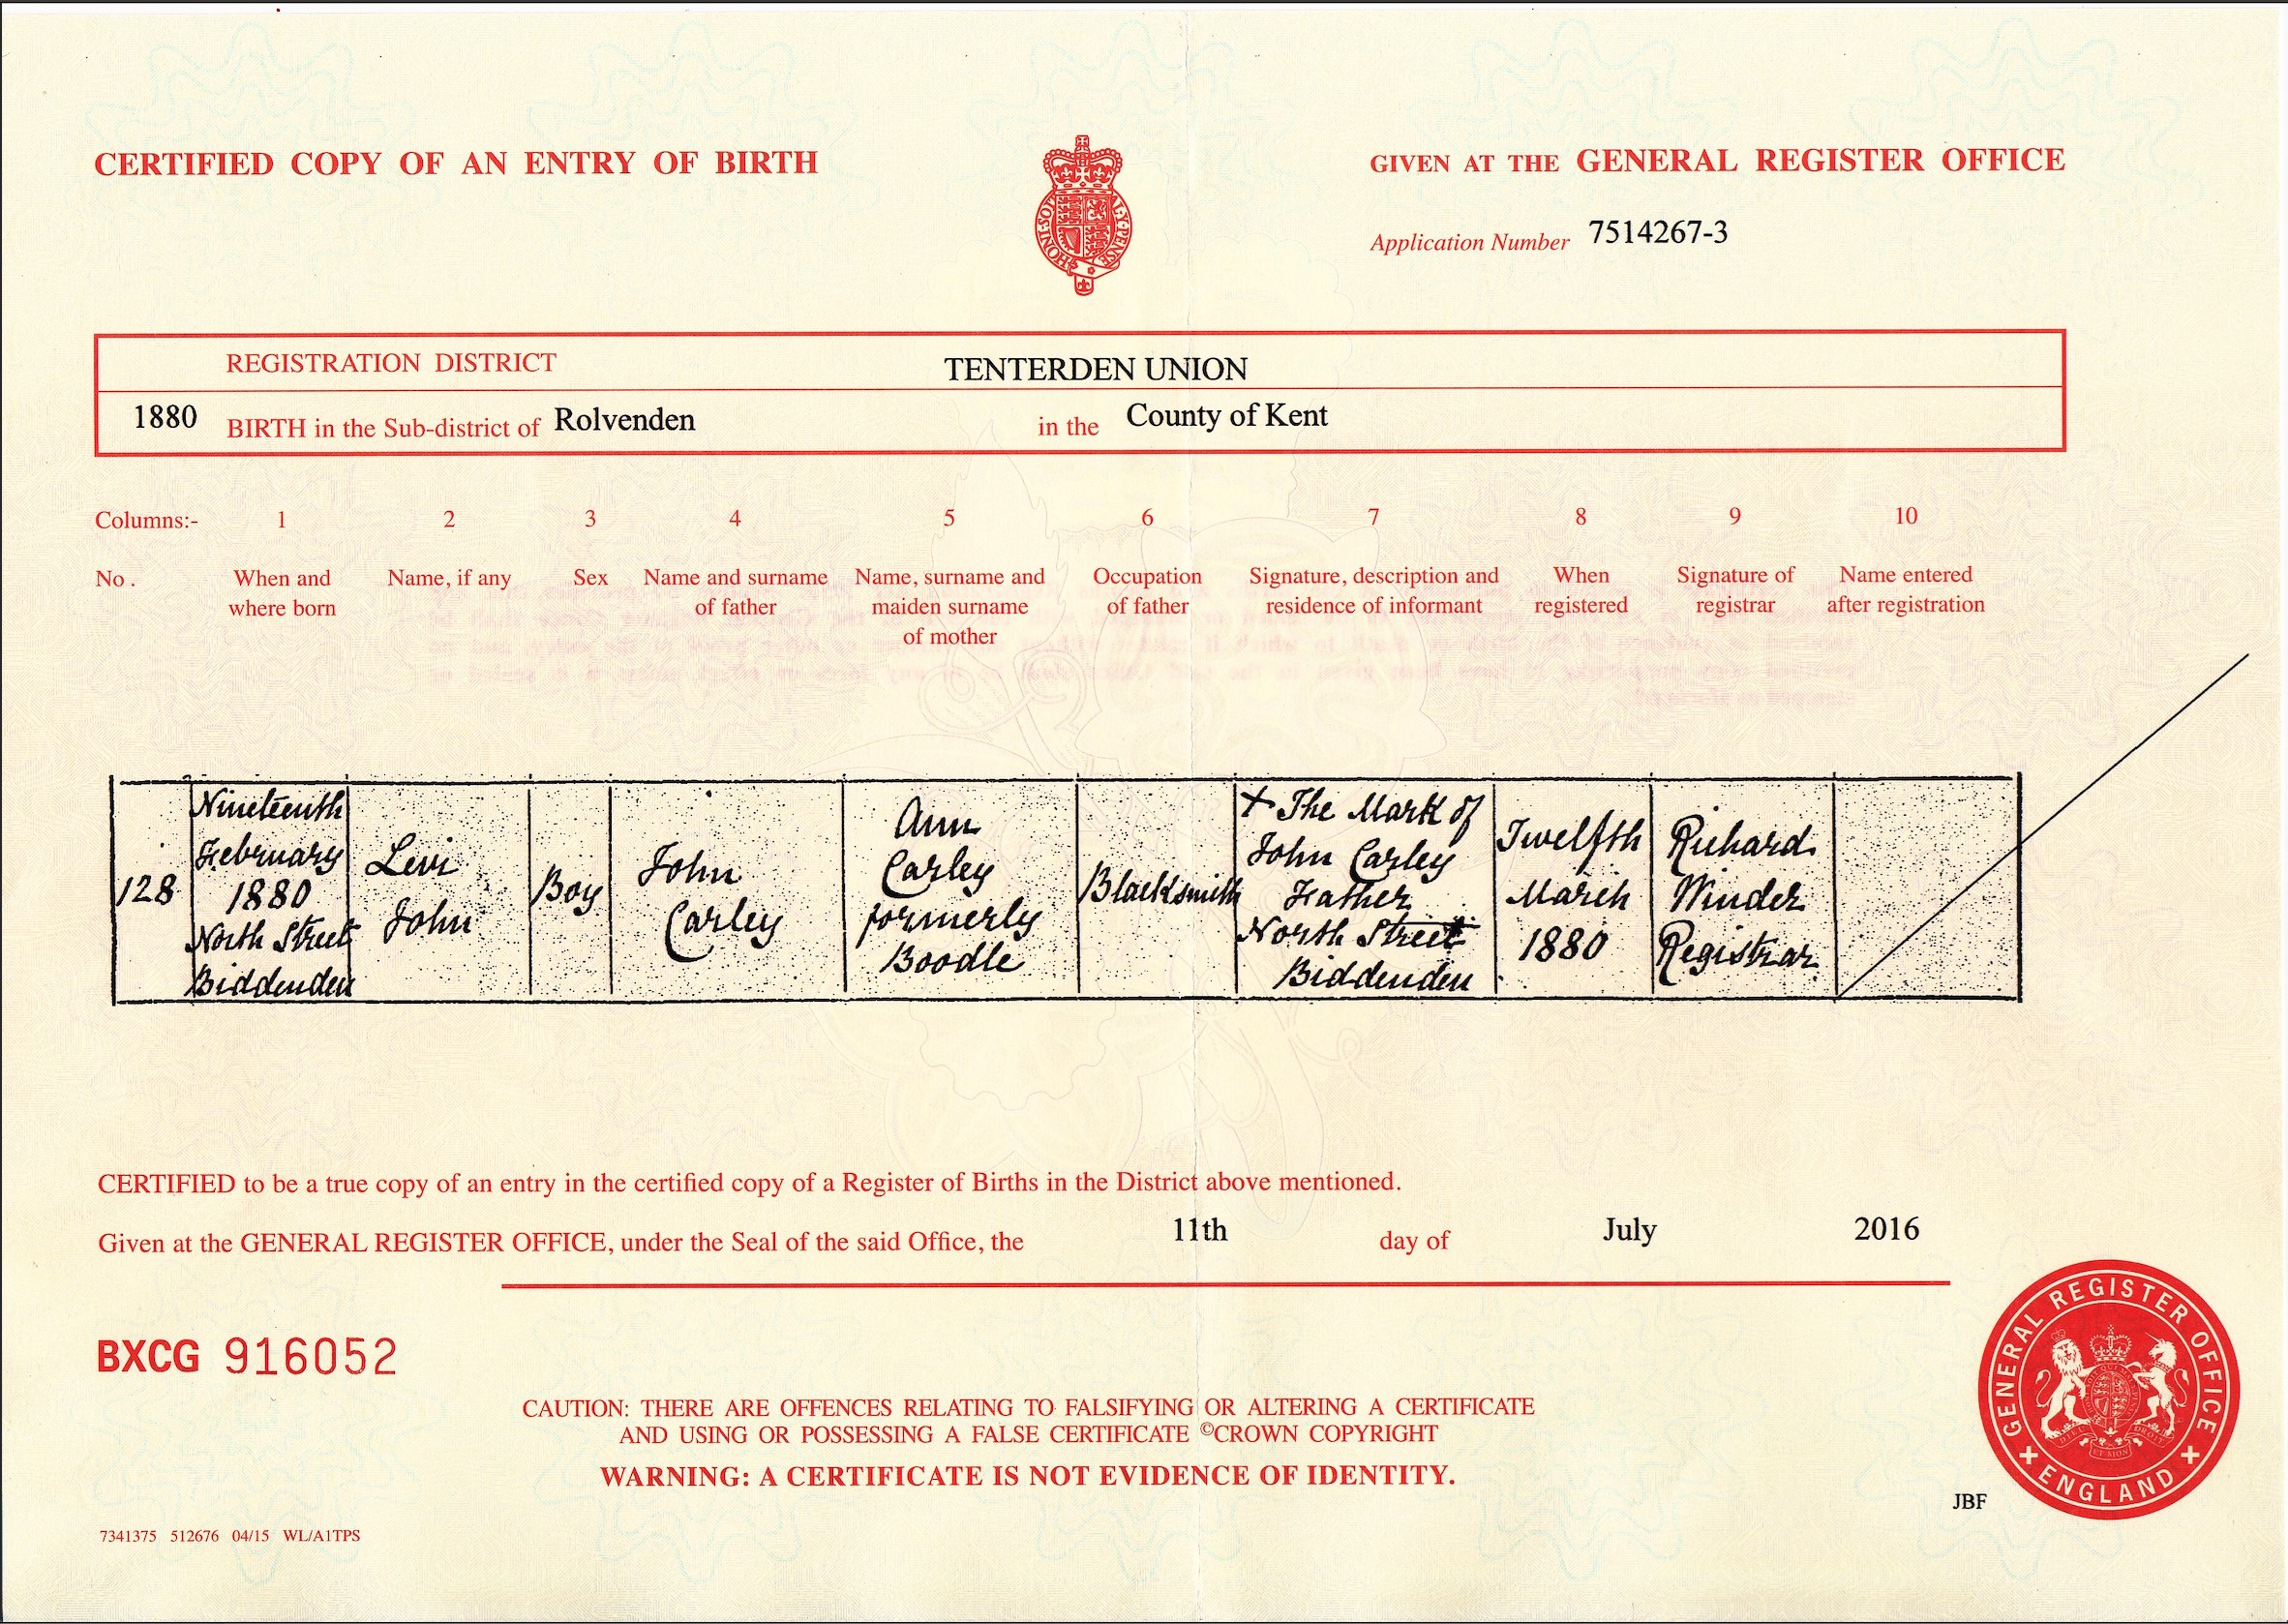 CERTIFIED COPY OF AN ENTRY OF BIRTH
GIVEN AT THE GENERAL REGISTER OFFICE
HONI·SOI AL·Y·PENSE
Application Number 7514267-3
REGISTRATION DISTRICT TENTERDEN UNION
1880 BIRTH in the Sub-district of Rolvenden in the County of Kent
Columns:- 1 2 3 4 5 6 7 8 9 10
No. When and where born Name, if any Sex Name and surname of father Name, surname and maiden surname of mother Occupation of father Signature, description and residence of informant When registered Signature of registrar Name entered after registration
128
Nineteenth
February
1880
North Street
Biddenden
Levi
John
Boy
John
Carley
Ann
Carley
formerly
Boodle
Blacksmith
X The Mark of
John Carley
Father
North Street
Biddenden
Twelfth
March
1880
Richard
Winder
Registrar
CERTIFIED to be a true copy of an entry in the certified copy of a Register of Births in the District above mentioned.
Given at the GENERAL REGISTER OFFICE, under the Seal of the said Office, the 11th day of July 2016
BXCG 916052
CAUTION: THERE ARE OFFENCES RELATING TO FALSIFYING OR ALTERING A CERTIFICATE
AND USING OR POSSESSING A FALSE CERTIFICATE ©CROWN COPYRIGHT
WARNING: A CERTIFICATE IS NOT EVIDENCE OF IDENTITY.
GENERAL REGISTER OFFICE
ENGLAND
JBF
7341375 512676 04/15 WL/A1TPS